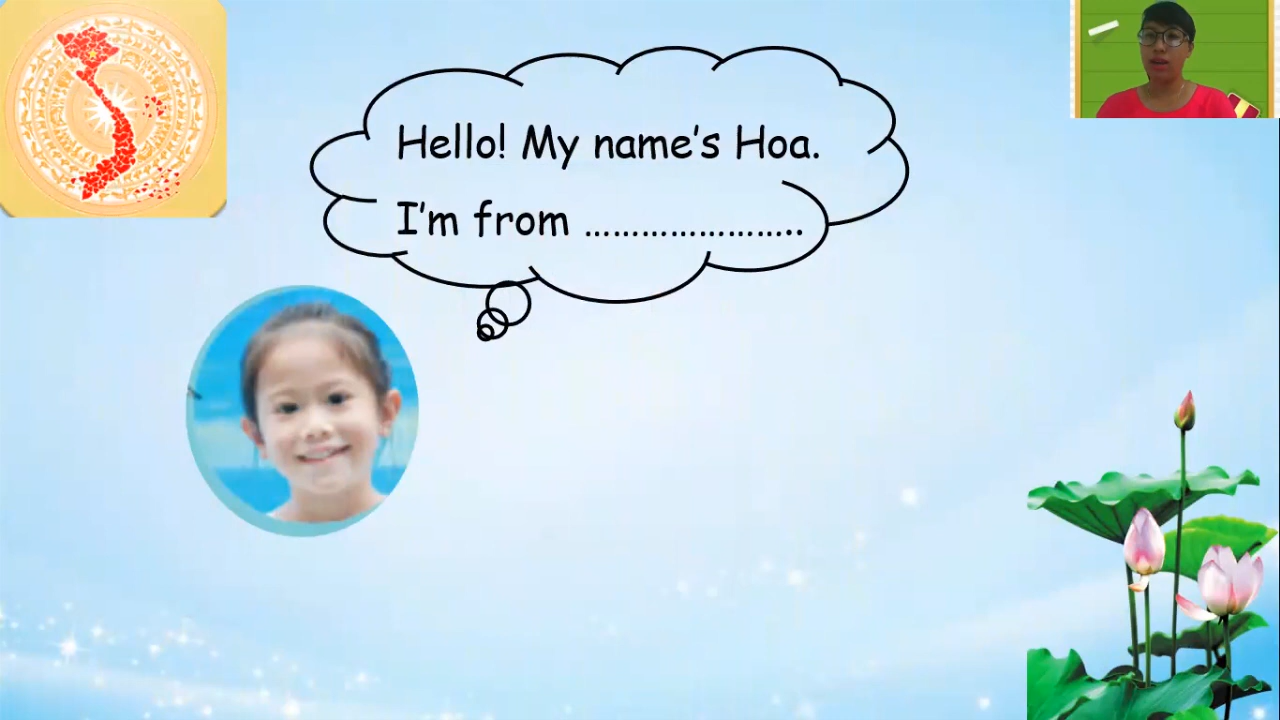 Hello! My name's Hoa.
I'm from …………………..